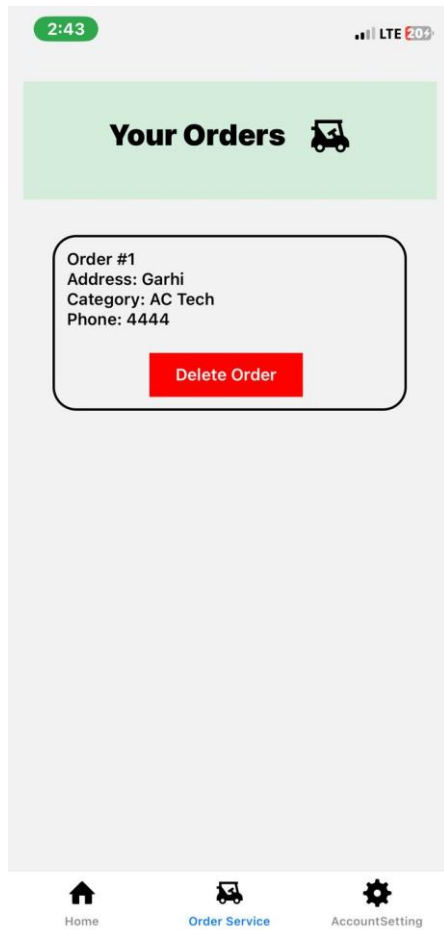 2:43
LTE 20
Your Orders
Order #1
Address: Garhi
Category: AC Tech
Phone: 4444
Delete Order
Home
Order Service
AccountSetting